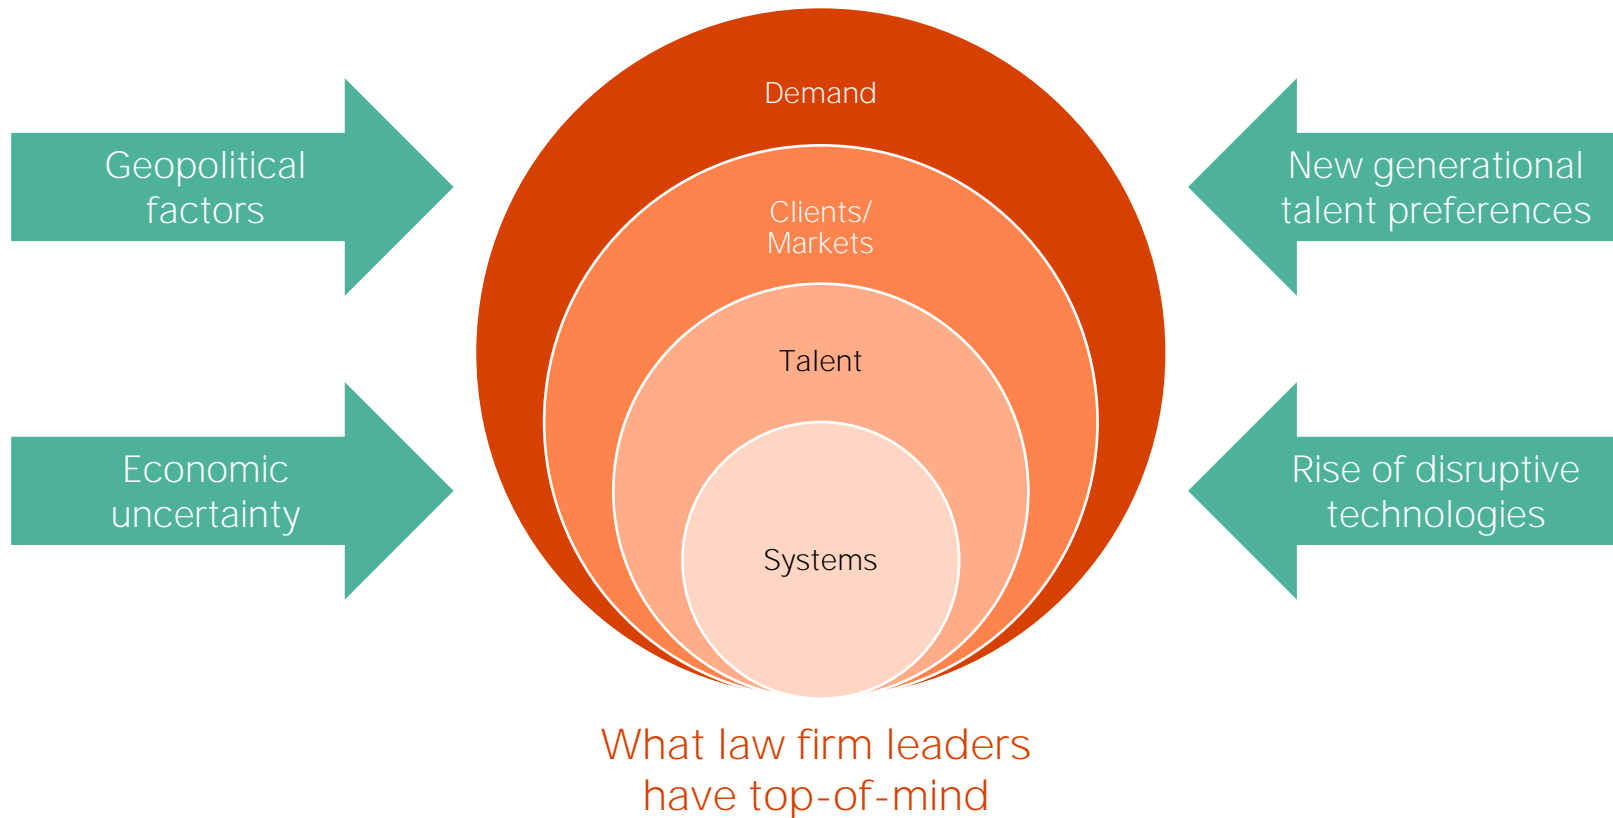 Demand
Geopolitical
factors
New generational
talent preferences
Clients/
Markets
Talent
Economic
uncertainty
Rise of disruptive
technologies
Systems
What law firm leaders
have top-of-mind